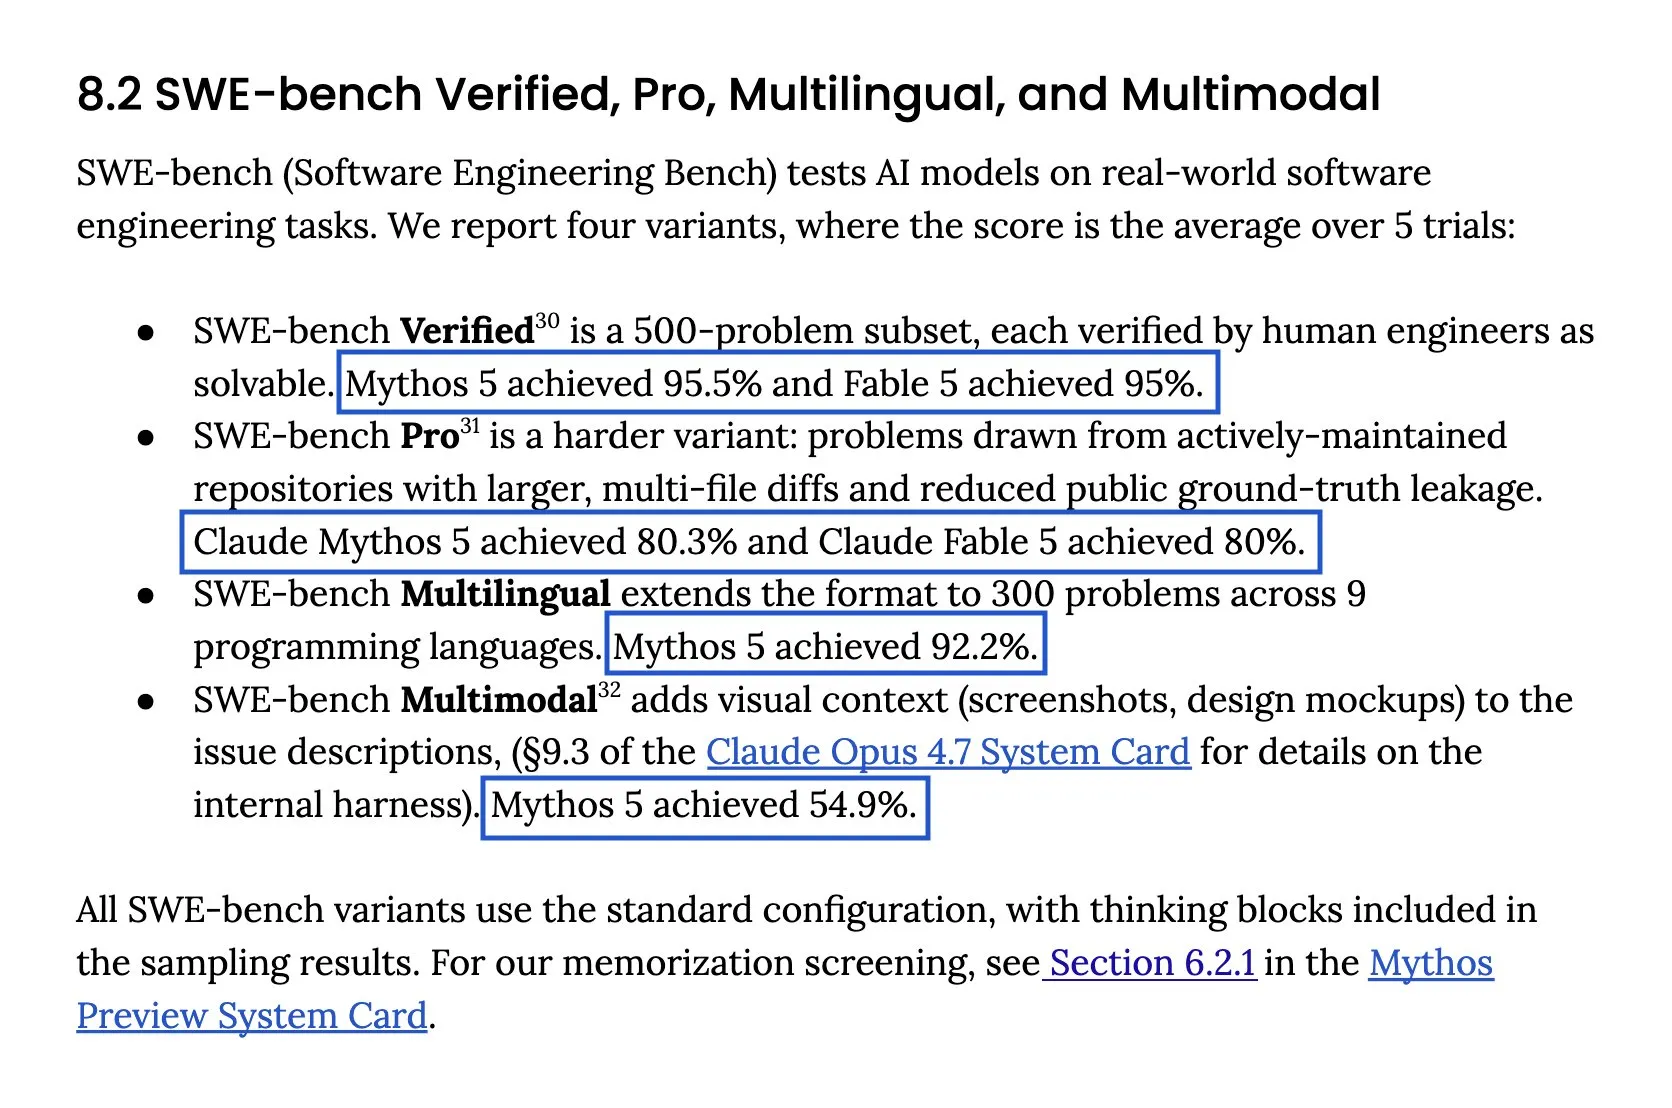 8.2 SWE-bench Verified, Pro, Multilingual, and Multimodal
SWE-bench (Software Engineering Bench) tests AI models on real-world software
engineering tasks. We report four variants, where the score is the average over 5 trials:
● SWE-bench Verified30 is a 500-problem subset, each verified by human engineers as
solvable. Mythos 5 achieved 95.5% and Fable 5 achieved 95%.
● SWE-bench Pro31 is a harder variant: problems drawn from actively-maintained
repositories with larger, multi-file diffs and reduced public ground-truth leakage.
Claude Mythos 5 achieved 80.3% and Claude Fable 5 achieved 80%.
● SWE-bench Multilingual extends the format to 300 problems across 9
programming languages. Mythos 5 achieved 92.2%.
● SWE-bench Multimodal32 adds visual context (screenshots, design mockups) to the
issue descriptions, (§9.3 of the Claude Opus 4.7 System Card for details on the
internal harness). Mythos 5 achieved 54.9%.
All SWE-bench variants use the standard configuration, with thinking blocks included in
the sampling results. For our memorization screening, see Section 6.2.1 in the Mythos
Preview System Card.